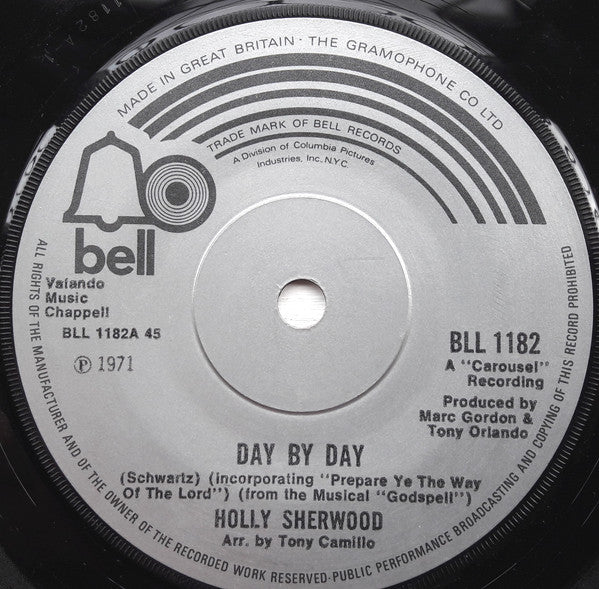 1182 A
MADE IN GREAT BRITAIN · THE GRAMOPHONE CO LTD
TRADE MARK OF BELL RECORDS
A Division of Columbia Pictures
Industries, Inc, N.Y.C.
bell
Valando
Music
Chappell
BLL 1182A 45
Ⓟ 1971
BLL 1182
A "Carousel"
Recording
Produced by
Marc Gordon &
Tony Orlando
DAY BY DAY
(Schwartz) (incorporating "Prepare Ye The Way
Of The Lord") (from the Musical "Godspell")
HOLLY SHERWOOD
Arr. by Tony Camillo
ALL RIGHTS OF THE MANUFACTURER AND OF THE OWNER OF THE RECORDED WORK RESERVED·PUBLIC PERFORMANCE BROADCASTING AND COPYING OF THIS RECORD PROHIBITED